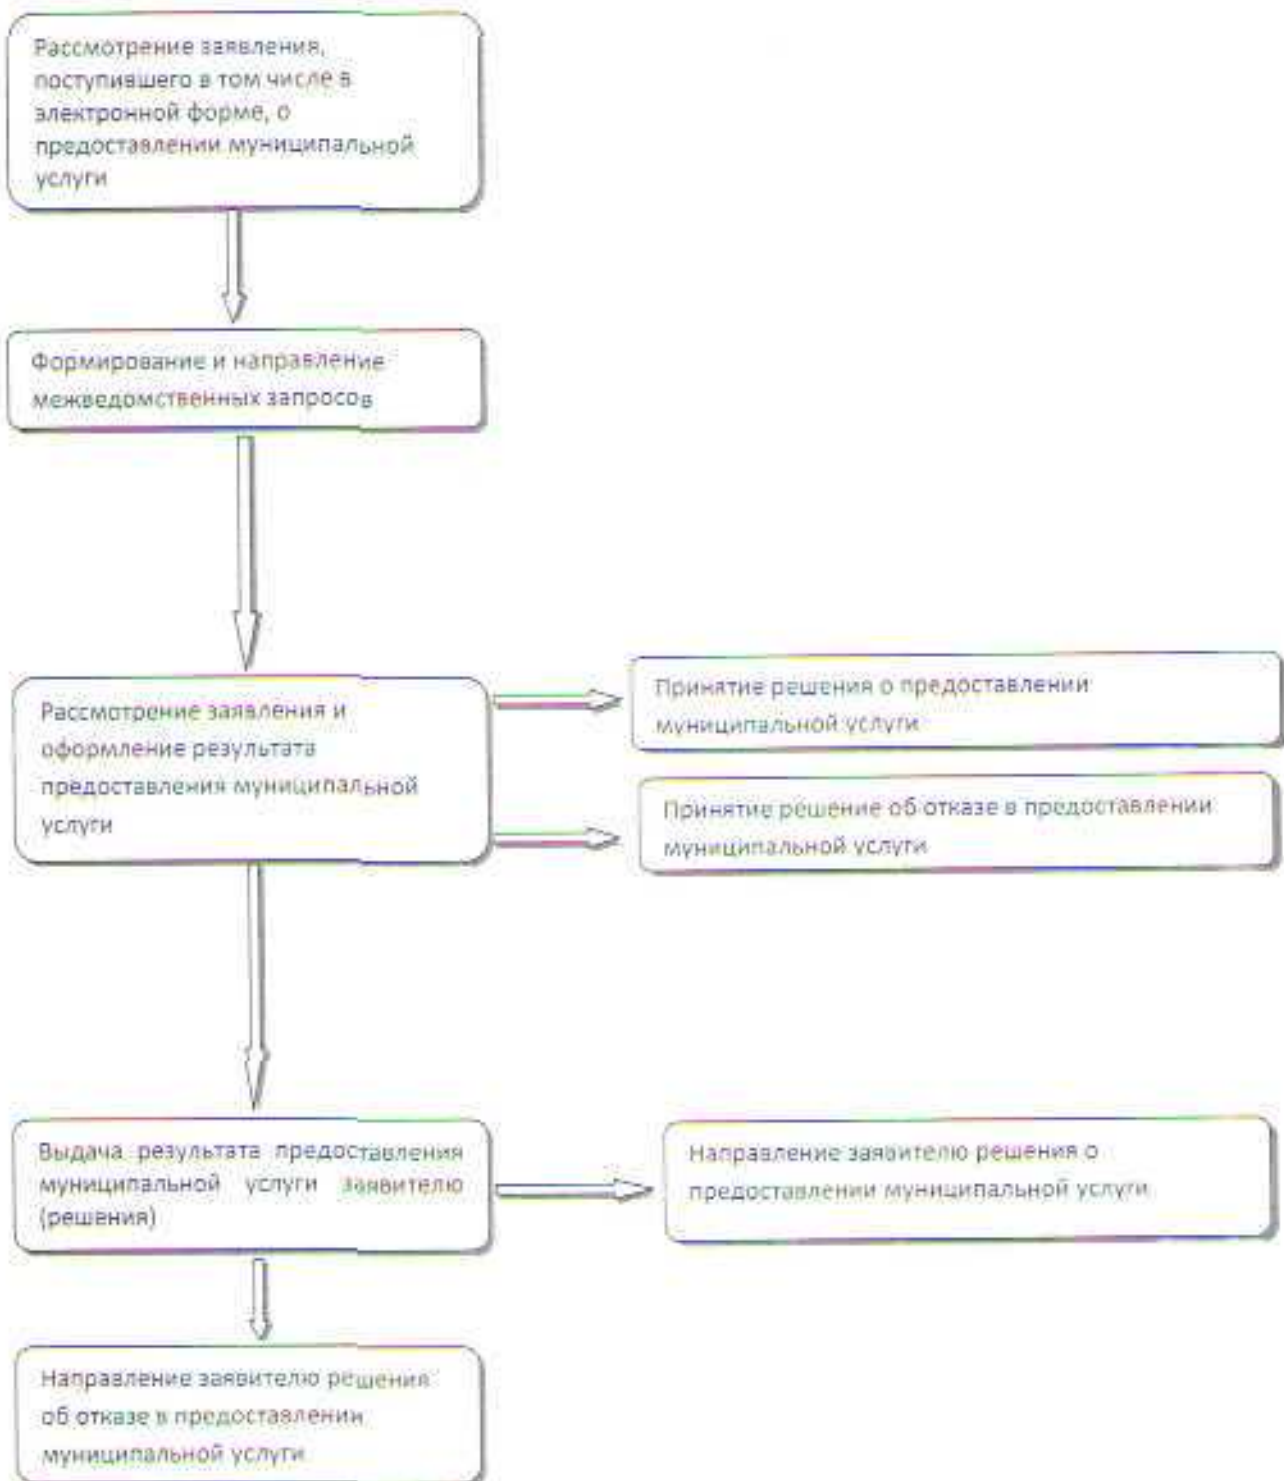 Рассмотрение заявления,
поступившего в том числе в
электронной форме, о
предоставлении муниципальной
услуги
Формирование и направление
межведомственных запросов
Рассмотрение заявления и
оформление результата
предоставления муниципальной
услуги
Принятие решения о предоставлении
муниципальной услуги
Принятие решение об отказе в предоставлении
муниципальной услуги
Выдача результата предоставления
муниципальной услуги заявителю
(решения)
Направление заявителю решения о
предоставлении муниципальной услуги
Направление заявителю решения
об отказе в предоставлении
муниципальной услуги